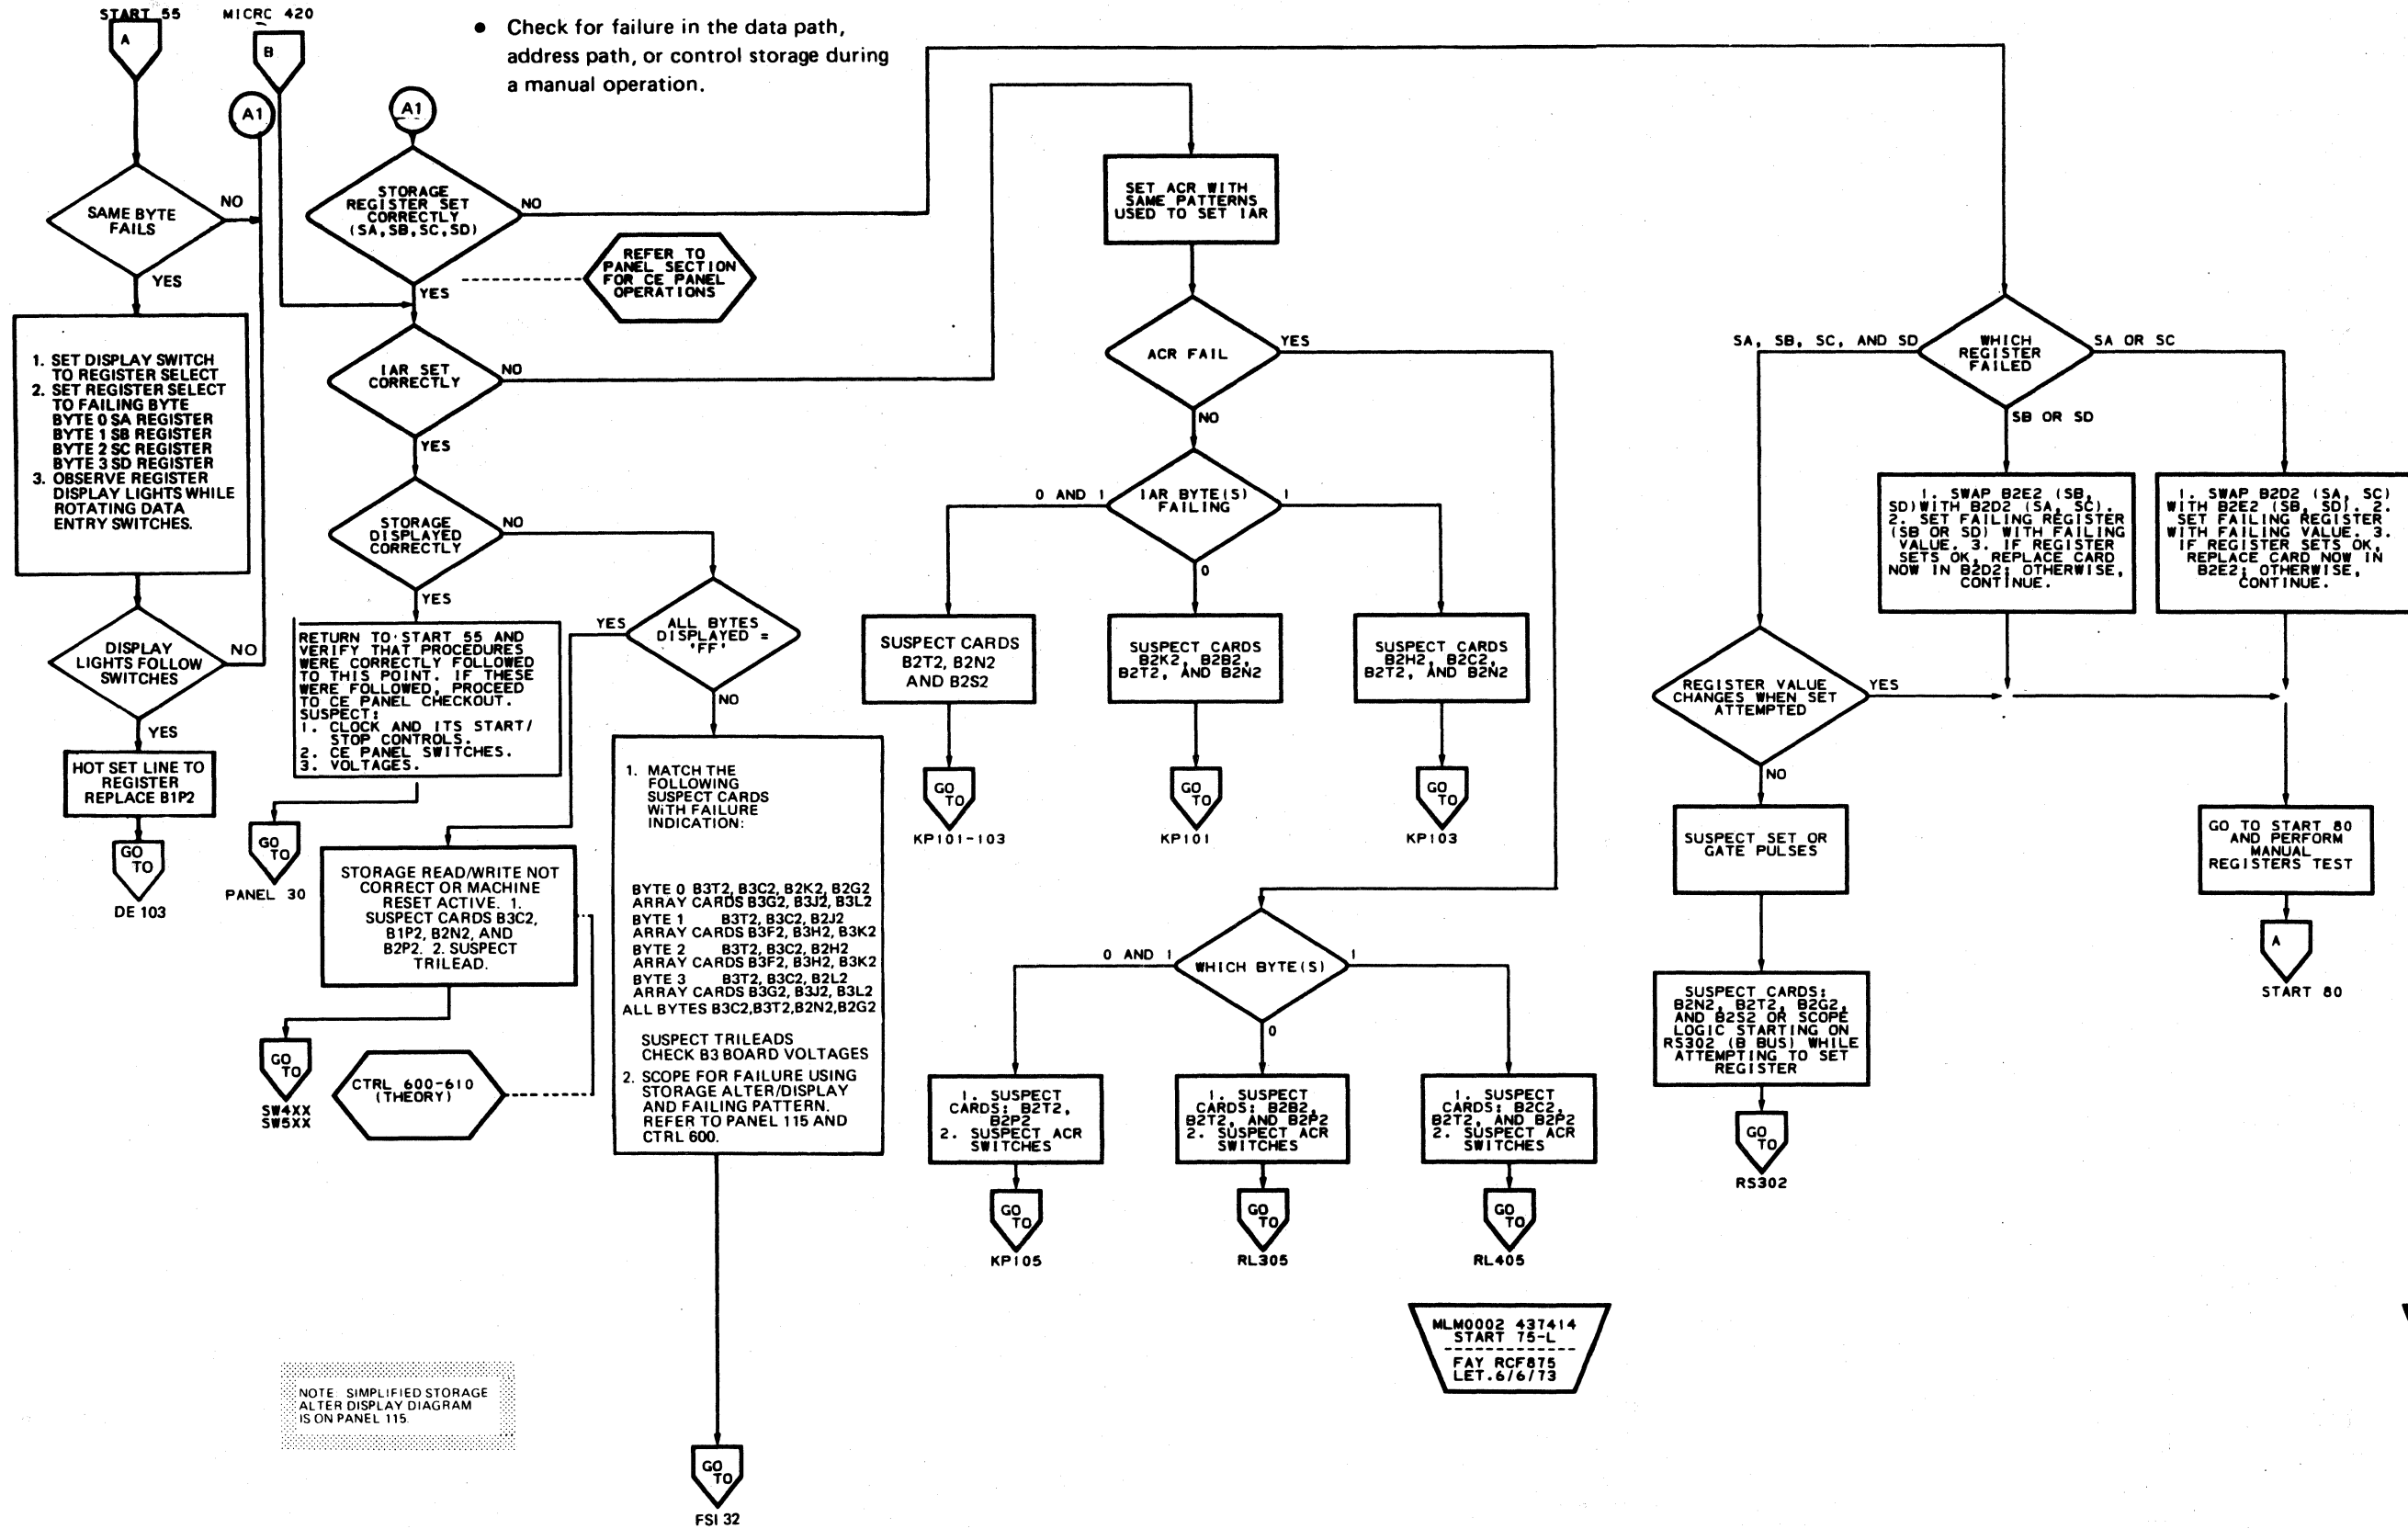 START 55
A
MICRC 420
B
● Check for failure in the data path,
address path, or control storage during
a manual operation.
A1
A1
SAME BYTE
FAILS
NO
YES
1. SET DISPLAY SWITCH
TO REGISTER SELECT
2. SET REGISTER SELECT
TO FAILING BYTE
BYTE 0 SA REGISTER
BYTE 1 SB REGISTER
BYTE 2 SC REGISTER
BYTE 3 SD REGISTER
3. OBSERVE REGISTER
DISPLAY LIGHTS WHILE
ROTATING DATA
ENTRY SWITCHES.
DISPLAY
LIGHTS FOLLOW
SWITCHES
NO
YES
HOT SET LINE TO
REGISTER
REPLACE B1P2
GO
TO
DE 103
STORAGE
REGISTER SET
CORRECTLY
(SA,SB,SC,SD)
NO
YES
REFER TO
PANEL SECTION
FOR CE PANEL
OPERATIONS
IAR SET
CORRECTLY
NO
YES
STORAGE
DISPLAYED
CORRECTLY
NO
YES
RETURN TO START 55 AND
VERIFY THAT PROCEDURES
WERE CORRECTLY FOLLOWED
TO THIS POINT. IF THESE
WERE FOLLOWED, PROCEED
TO CE PANEL CHECKOUT.
SUSPECT:
1. CLOCK AND ITS START/
STOP CONTROLS.
2. CE PANEL SWITCHES.
3. VOLTAGES.
GO
TO
PANEL 30
ALL BYTES
DISPLAYED =
'FF'
YES
NO
STORAGE READ/WRITE NOT
CORRECT OR MACHINE
RESET ACTIVE. 1.
SUSPECT CARDS B3C2,
B1P2, B2N2, AND
B2P2. 2. SUSPECT
TRILEAD.
GO
TO
SW4XX
SW5XX
CTRL 600-610
(THEORY)
1. MATCH THE
FOLLOWING
SUSPECT CARDS
WITH FAILURE
INDICATION:
BYTE 0 B3T2, B3C2, B2K2, B2G2
ARRAY CARDS B3G2, B3J2, B3L2
BYTE 1 B3T2, B3C2, B2J2
ARRAY CARDS B3F2, B3H2, B3K2
BYTE 2 B3T2, B3C2, B2H2
ARRAY CARDS B3F2, B3H2, B3K2
BYTE 3 B3T2, B3C2, B2L2
ARRAY CARDS B3G2, B3J2, B3L2
ALL BYTES B3C2,B3T2,B2N2,B2G2
SUSPECT TRILEADS
CHECK B3 BOARD VOLTAGES
2. SCOPE FOR FAILURE USING
STORAGE ALTER/DISPLAY
AND FAILING PATTERN.
REFER TO PANEL 115 AND
CTRL 600.
GO
TO
FSI 32
NOTE: SIMPLIFIED STORAGE
ALTER DISPLAY DIAGRAM
IS ON PANEL 115.
SET ACR WITH
SAME PATTERNS
USED TO SET IAR
ACR FAIL
YES
NO
IAR BYTE(S)
FAILING
0 AND 1
1
0
SUSPECT CARDS
B2T2, B2N2
AND B2S2
GO
TO
KP101-103
SUSPECT CARDS
B2K2, B2B2,
B2T2, AND B2N2
GO
TO
KP101
SUSPECT CARDS
B2H2, B2C2,
B2T2, AND B2N2
GO
TO
KP103
WHICH BYTE(S)
0 AND 1
1
0
1. SUSPECT
CARDS: B2T2,
B2P2
2. SUSPECT ACR
SWITCHES
GO
TO
KP105
1. SUSPECT
CARDS: B2B2,
B2T2, AND B2P2
2. SUSPECT ACR
SWITCHES
GO
TO
RL305
1. SUSPECT
CARDS: B2C2,
B2T2, AND B2P2
2. SUSPECT ACR
SWITCHES
GO
TO
RL405
MLM0002 437414
START 75-L
FAY RCF875
LET.6/6/73
WHICH
REGISTER
FAILED
SA, SB, SC, AND SD
SA OR SC
SB OR SD
1. SWAP B2E2 (SB,
SD)WITH B2D2 (SA, SC).
2. SET FAILING REGISTER
(SB OR SD) WITH FAILING
VALUE. 3. IF REGISTER
SETS OK, REPLACE CARD
NOW IN B2D2; OTHERWISE,
CONTINUE.
1. SWAP B2D2 (SA, SC)
WITH B2E2 (SB, SD). 2.
SET FAILING REGISTER
WITH FAILING VALUE. 3.
IF REGISTER SETS OK,
REPLACE CARD NOW IN
B2E2; OTHERWISE,
CONTINUE.
REGISTER VALUE
CHANGES WHEN SET
ATTEMPTED
YES
NO
SUSPECT SET OR
GATE PULSES
SUSPECT CARDS:
B2N2, B2T2, B2G2,
AND B2S2 OR SCOPE
LOGIC STARTING ON
RS302 (B BUS) WHILE
ATTEMPTING TO SET
REGISTER
GO
TO
RS302
GO TO START 80
AND PERFORM
MANUAL
REGISTERS TEST
A
START 80